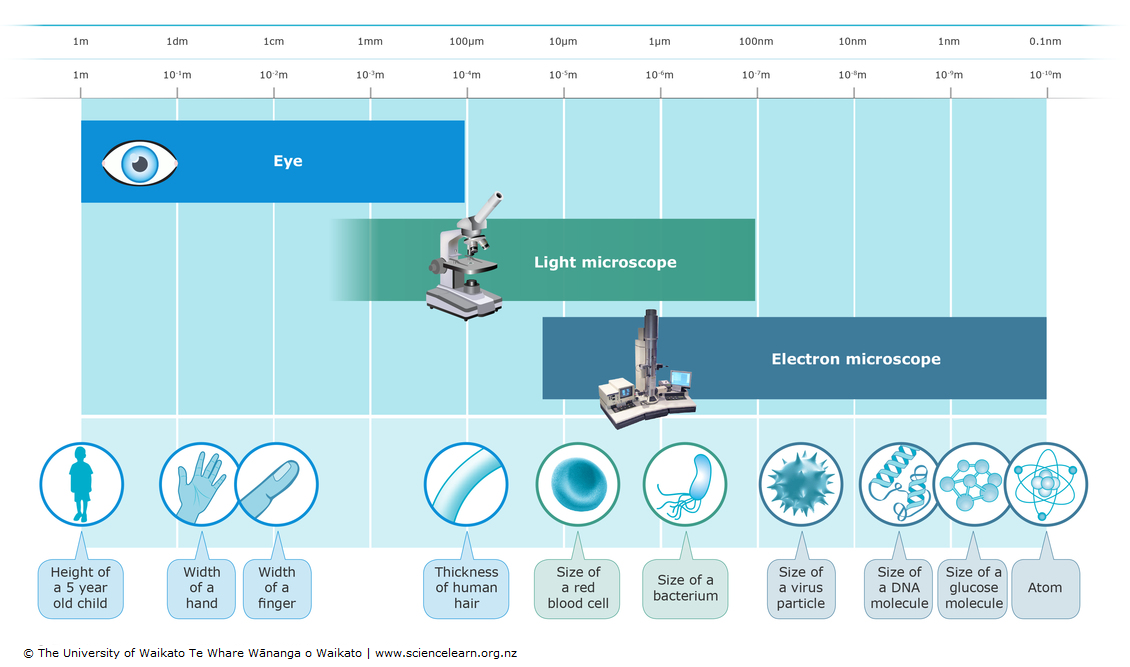 1m 1dm 1cm 1mm 100µm 10µm 1µm 100nm 10nm 1nm 0.1nm
1m 10⁻¹m 10⁻²m 10⁻³m 10⁻⁴m 10⁻⁵m 10⁻⁶m 10⁻⁷m 10⁻⁸m 10⁻⁹m 10⁻¹⁰m
Eye
Light microscope
Electron microscope
Height of
a 5 year
old child
Width
of a
hand
Width
of a
finger
Thickness
of human
hair
Size of
a red
blood cell
Size of a
bacterium
Size of
a virus
particle
Size of
a DNA
molecule
Size of a
glucose
molecule
Atom
© The University of Waikato Te Whare Wānanga o Waikato | www.sciencelearn.org.nz